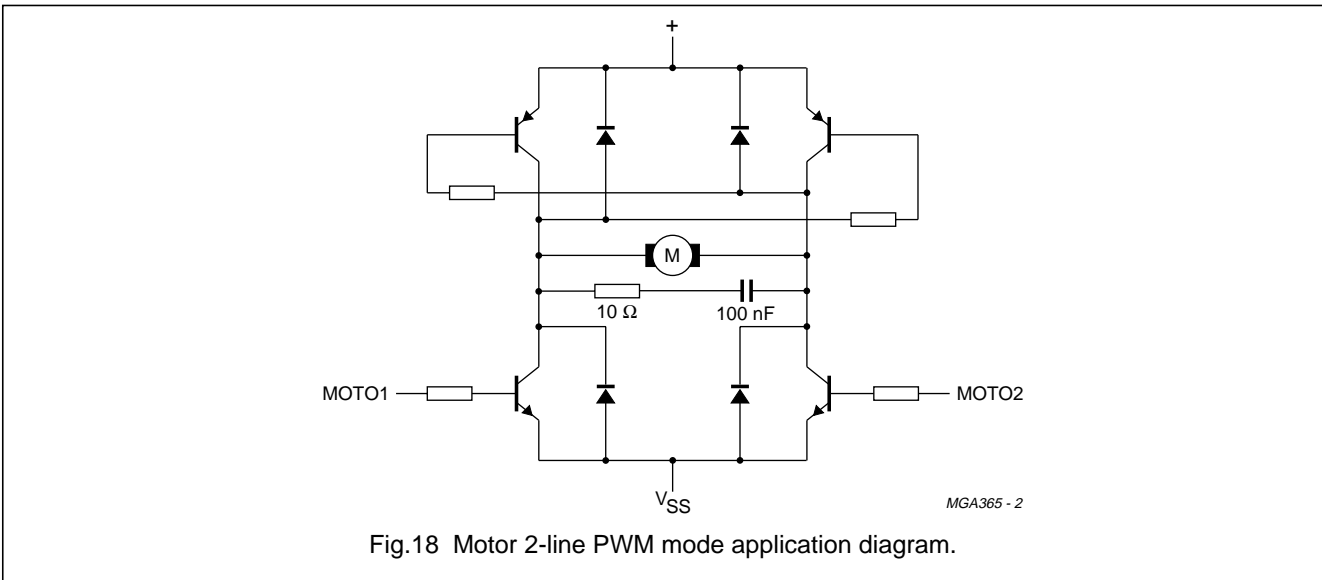 +
M
10 Ω
100 nF
MOTO1
MOTO2
VSS
MGA365 - 2
Fig.18 Motor 2-line PWM mode application diagram.